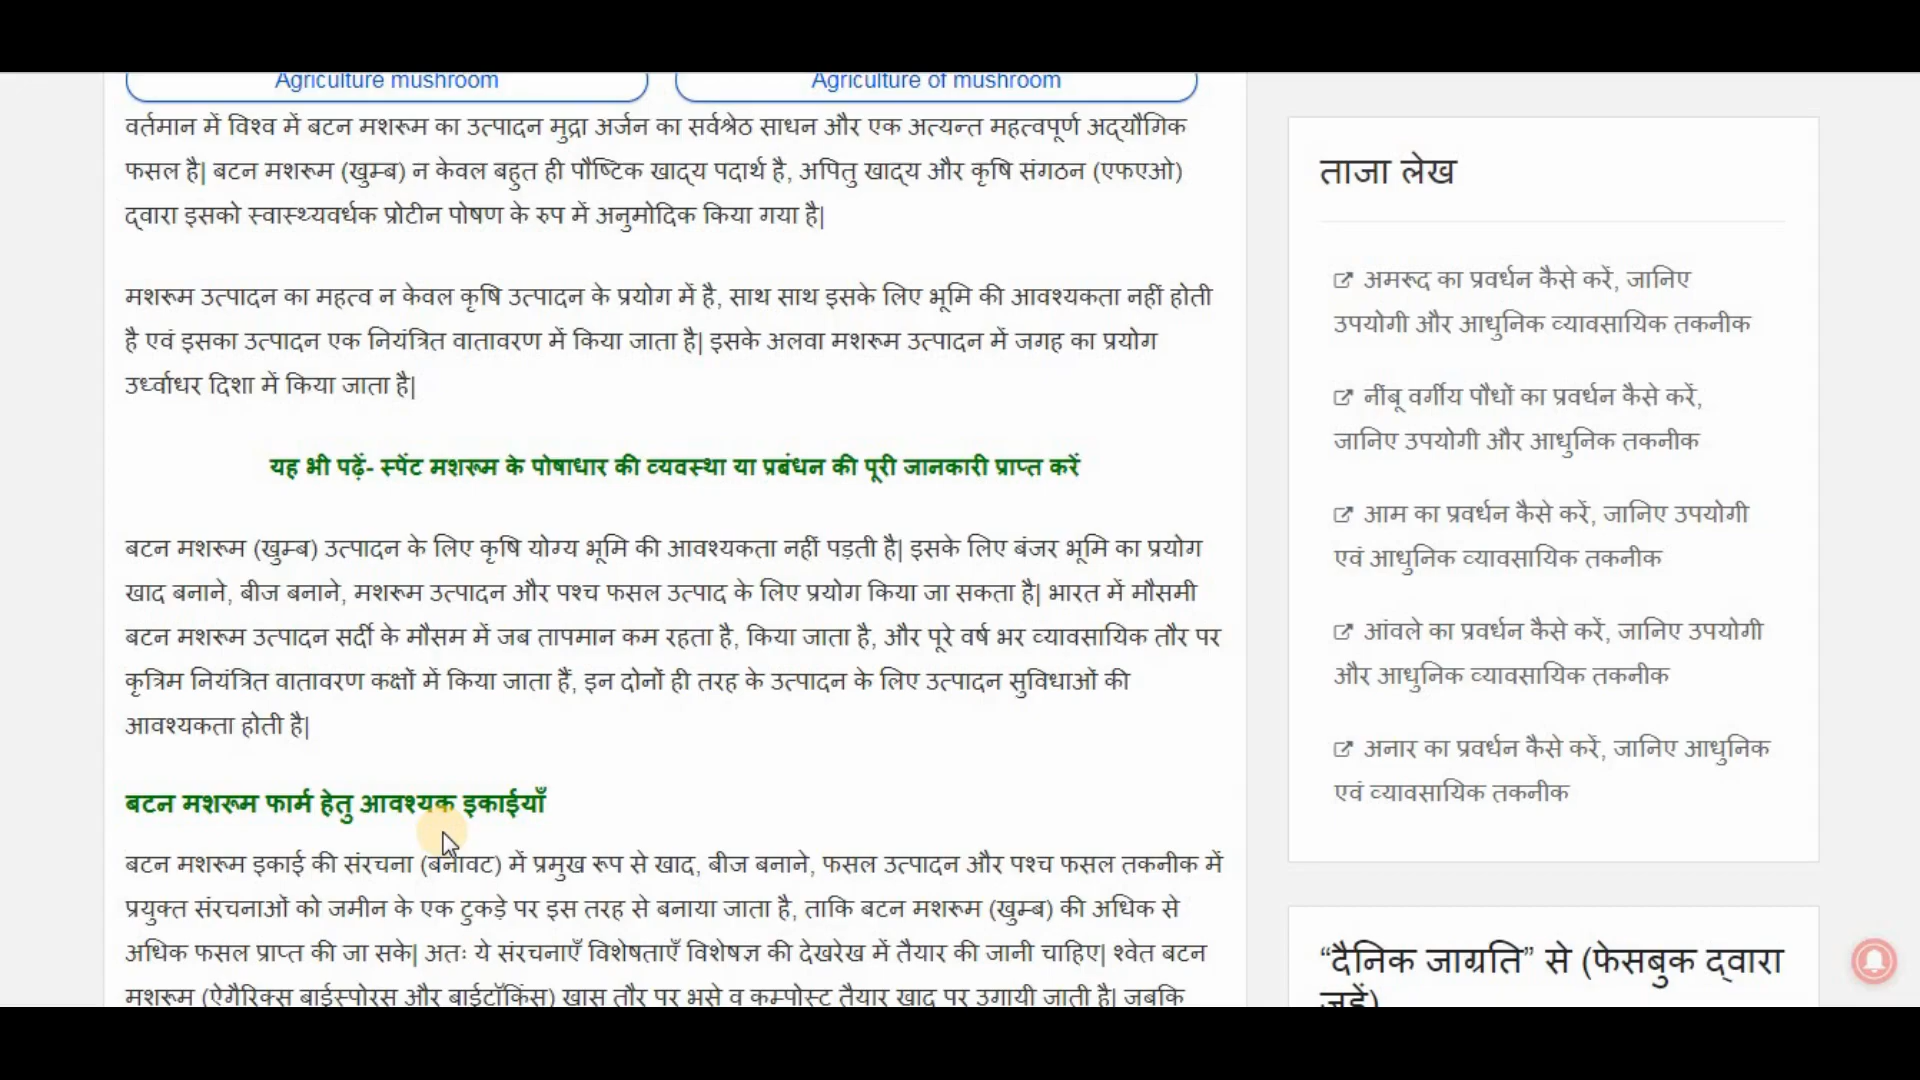 Agriculture mushroom
Agriculture of mushroom
वर्तमान में विश्व में बटन मशरूम का उत्पादन मुद्रा अर्जन का सर्वश्रेठ साधन और एक अत्यन्त महत्वपूर्ण अद्यौगिक
फसल है| बटन मशरूम (खुम्ब) न केवल बहुत ही पौष्टिक खाद्य पदार्थ है, अपितु खाद्य और कृषि संगठन (एफएओ)
द्वारा इसको स्वास्थ्यवर्धक प्रोटीन पोषण के रुप में अनुमोदिक किया गया है|
मशरूम उत्पादन का महत्व न केवल कृषि उत्पादन के प्रयोग में है, साथ साथ इसके लिए भूमि की आवश्यकता नहीं होती
है एवं इसका उत्पादन एक नियंत्रित वातावरण में किया जाता है| इसके अलवा मशरूम उत्पादन में जगह का प्रयोग
उर्ध्वाधर दिशा में किया जाता है|
यह भी पढ़ें- स्पेंट मशरूम के पोषाधार की व्यवस्था या प्रबंधन की पूरी जानकारी प्राप्त करें
बटन मशरूम (खुम्ब) उत्पादन के लिए कृषि योग्य भूमि की आवश्यकता नहीं पड़ती है| इसके लिए बंजर भूमि का प्रयोग
खाद बनाने, बीज बनाने, मशरूम उत्पादन और पश्च फसल उत्पाद के लिए प्रयोग किया जा सकता है| भारत में मौसमी
बटन मशरूम उत्पादन सर्दी के मौसम में जब तापमान कम रहता है, किया जाता है, और पूरे वर्ष भर व्यावसायिक तौर पर
कृत्रिम नियंत्रित वातावरण कक्षों में किया जाता हैं, इन दोनों ही तरह के उत्पादन के लिए उत्पादन सुविधाओं की
आवश्यकता होती है|
बटन मशरूम फार्म हेतु आवश्यक इकाईयाँ
बटन मशरूम इकाई की संरचना (बनावट) में प्रमुख रूप से खाद, बीज बनाने, फसल उत्पादन और पश्च फसल तकनीक में
प्रयुक्त संरचनाओं को जमीन के एक टुकड़े पर इस तरह से बनाया जाता है, ताकि बटन मशरूम (खुम्ब) की अधिक से
अधिक फसल प्राप्त की जा सके| अतः ये संरचनाएँ विशेषताएँ विशेषज्ञ की देखरेख में तैयार की जानी चाहिए| श्वेत बटन
मशरूम (ऐगैरिक्स बाईस्पोरस और बाईटॉकिंस) खास तौर पर भूसे व कम्पोस्ट तैयार खाद पर उगायी जाती है| जबकि
ताजा लेख
अमरूद का प्रवर्धन कैसे करें, जानिए
उपयोगी और आधुनिक व्यावसायिक तकनीक
नींबू वर्गीय पौधों का प्रवर्धन कैसे करें,
जानिए उपयोगी और आधुनिक तकनीक
आम का प्रवर्धन कैसे करें, जानिए उपयोगी
एवं आधुनिक व्यावसायिक तकनीक
आंवले का प्रवर्धन कैसे करें, जानिए उपयोगी
और आधुनिक व्यावसायिक तकनीक
अनार का प्रवर्धन कैसे करें, जानिए आधुनिक
एवं व्यावसायिक तकनीक
“दैनिक जाग्रति” से (फेसबुक द्वारा
जुड़ें)